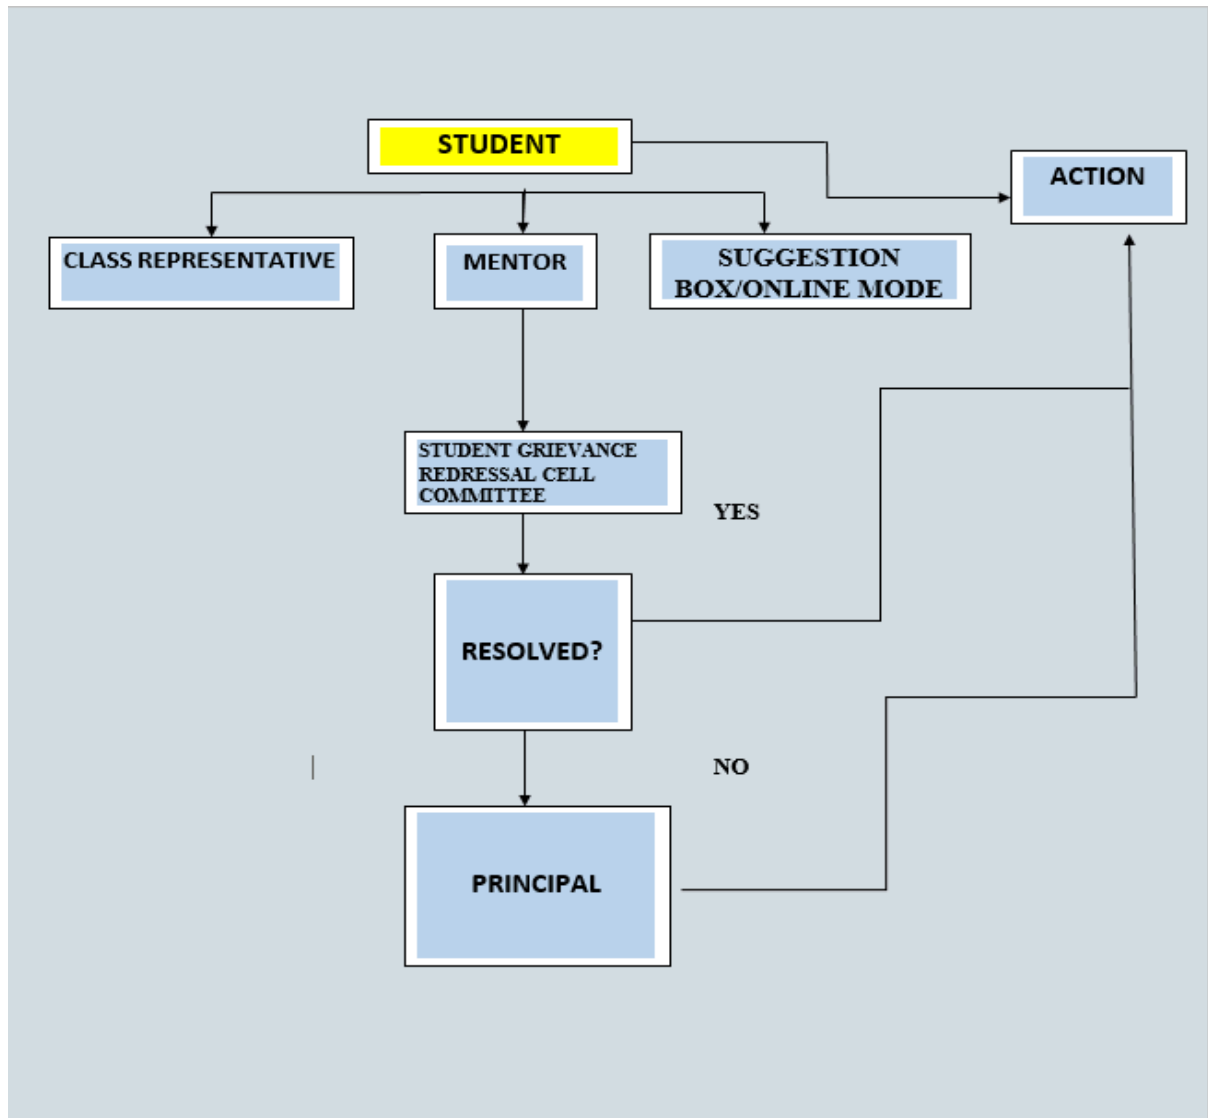 STUDENT
ACTION
CLASS REPRESENTATIVE
MENTOR
SUGGESTION
BOX/ONLINE MODE
STUDENT GRIEVANCE
REDRESSAL CELL
COMMITTEE
YES
RESOLVED?
NO
PRINCIPAL